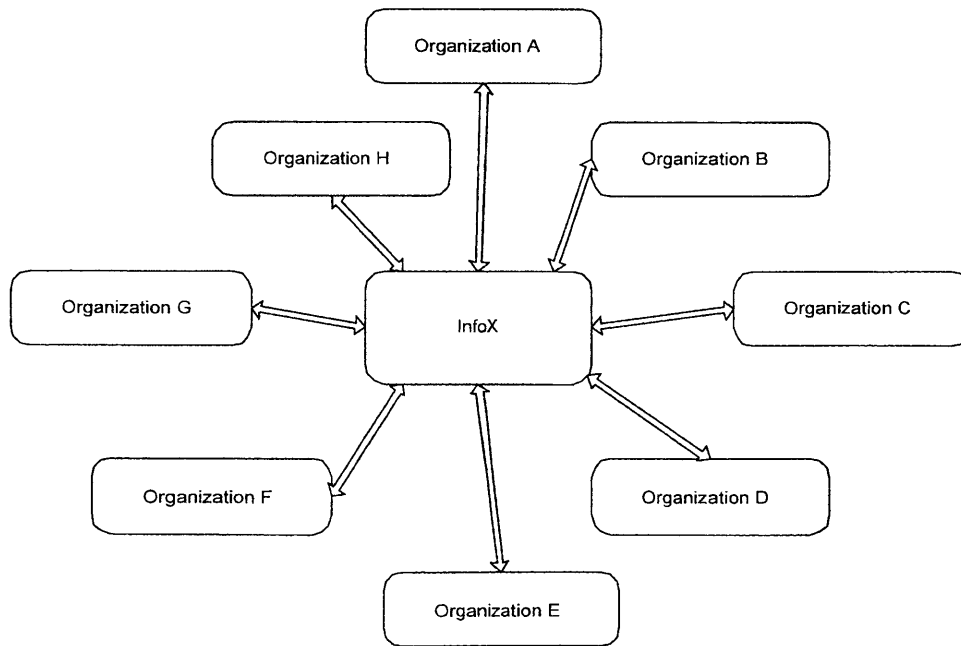 Organization A
Organization H
Organization B
Organization G
InfoX
Organization C
Organization F
Organization D
Organization E